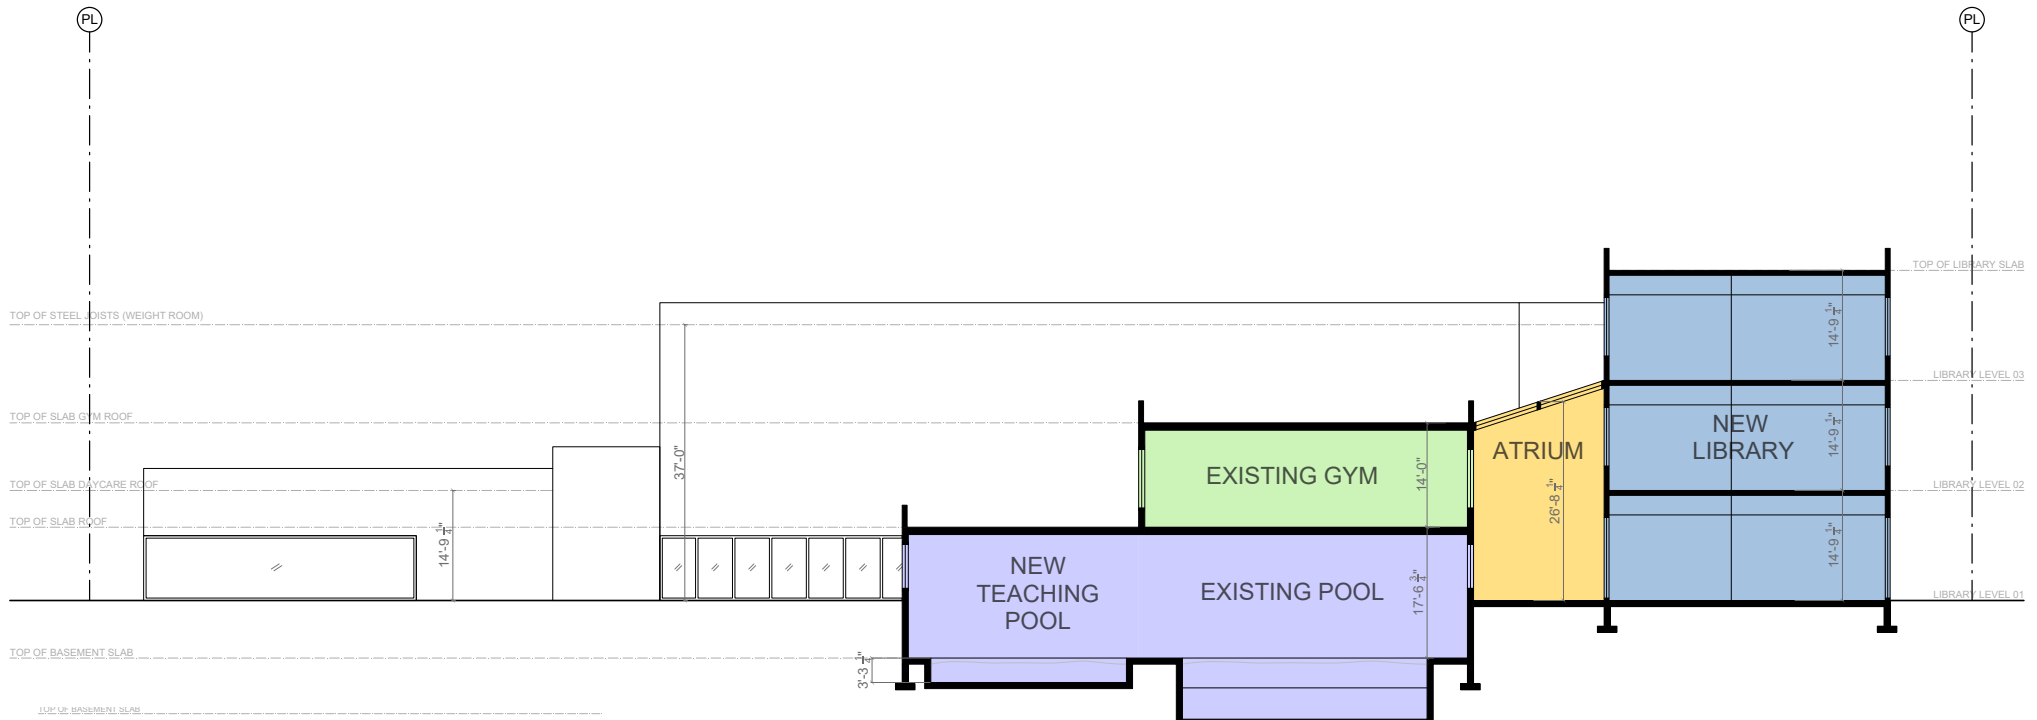 PL
PL
TOP OF LIBRARY SLAB
TOP OF STEEL JOISTS (WEIGHT ROOM)
14'-9 1/4"
LIBRARY LEVEL 03
TOP OF SLAB GYM ROOF
NEW
LIBRARY
14'-9 1/4"
ATRIUM
37'-0"
EXISTING GYM
14'-0"
26'-8 1/4"
TOP OF SLAB DAYCARE ROOF
LIBRARY LEVEL 02
TOP OF SLAB ROOF
14'-9 1/4"
14'-9 1/4"
NEW
TEACHING
POOL
EXISTING POOL
17'-6 3/4"
LIBRARY LEVEL 01
TOP OF BASEMENT SLAB
3'-3 1/4"
TOP OF BASEMENT SLAB